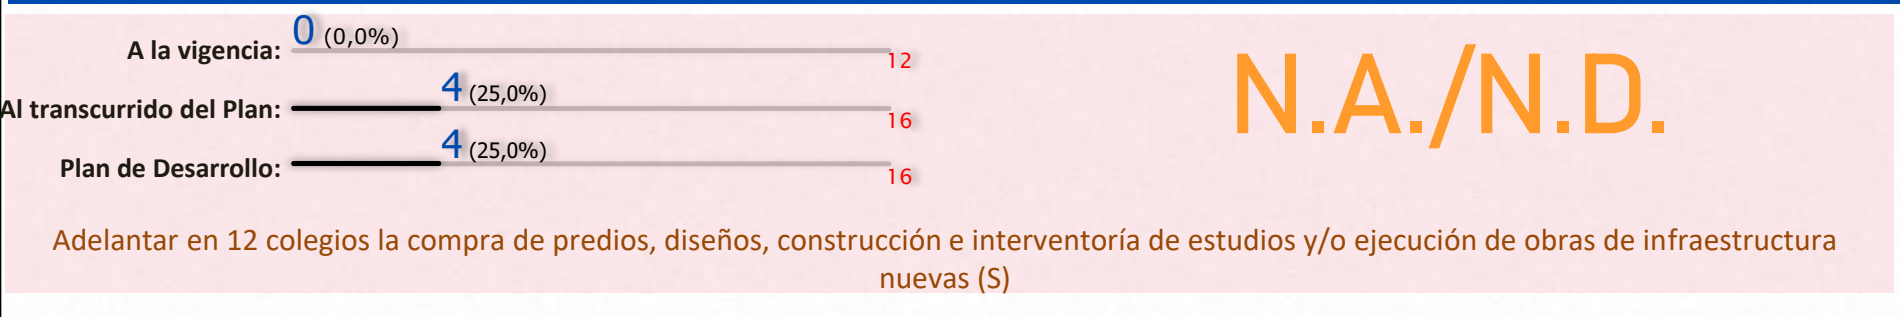 A la vigencia: 0 (0,0%) 12
Al transcurrido del Plan: 4 (25,0%) 16
Plan de Desarrollo: 4 (25,0%) 16
N.A./N.D.
Adelantar en 12 colegios la compra de predios, diseños, construcción e interventoría de estudios y/o ejecución de obras de infraestructura
nuevas (S)